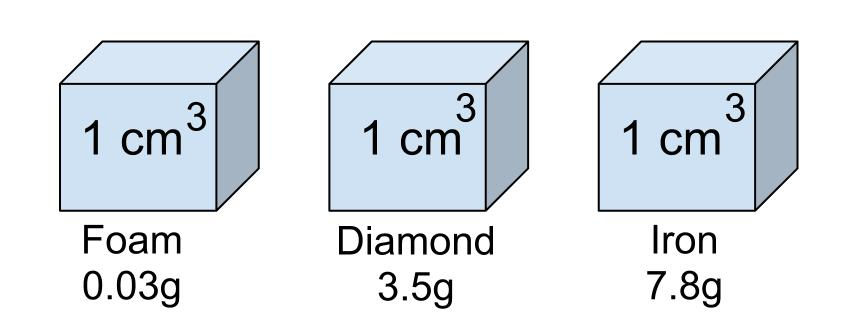 1 cm³ 1 cm³ 1 cm³
Foam Diamond Iron
0.03g 3.5g 7.8g